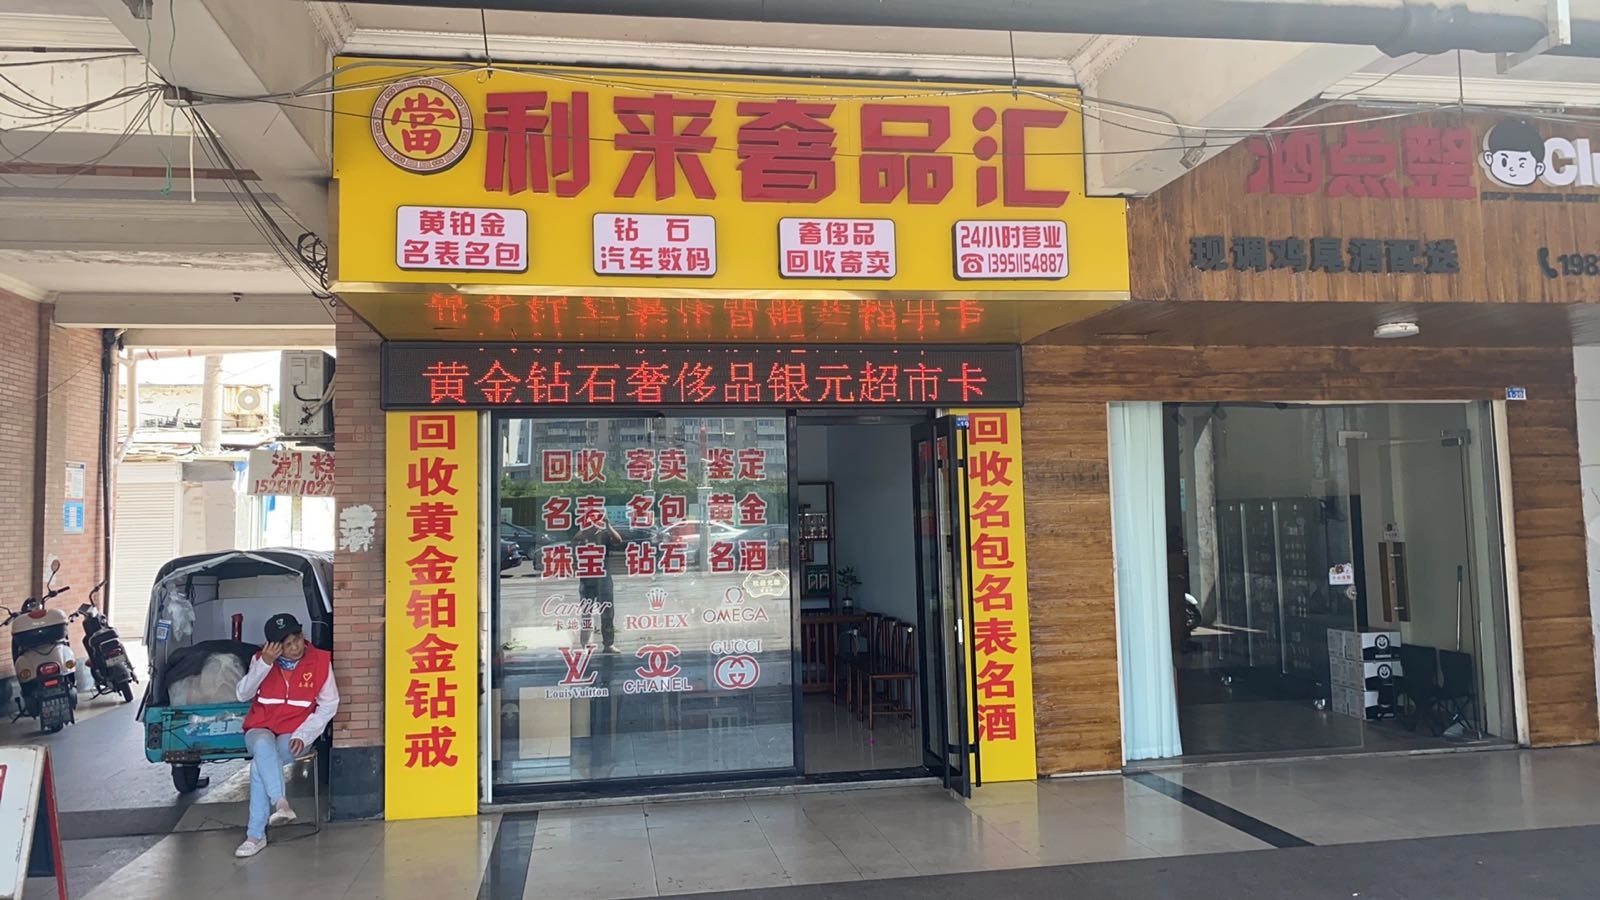 當
利来奢品汇
黄铂金
名表名包
钻石
汽车数码
奢侈品
回收寄卖
24小时营业
☎13951154887
黄金钻石奢侈品银元超市卡
回收黄金铂金钻戒
回收 寄卖 鉴定
名表 名包 黄金
珠宝 钻石 名酒
Cartier
卡地亚
ROLEX
OMEGA
LV
Louis Vuitton
CHANEL
GUCCI
回收名包名表名酒
酒点整
Clu
现调鸡尾酒配送
198